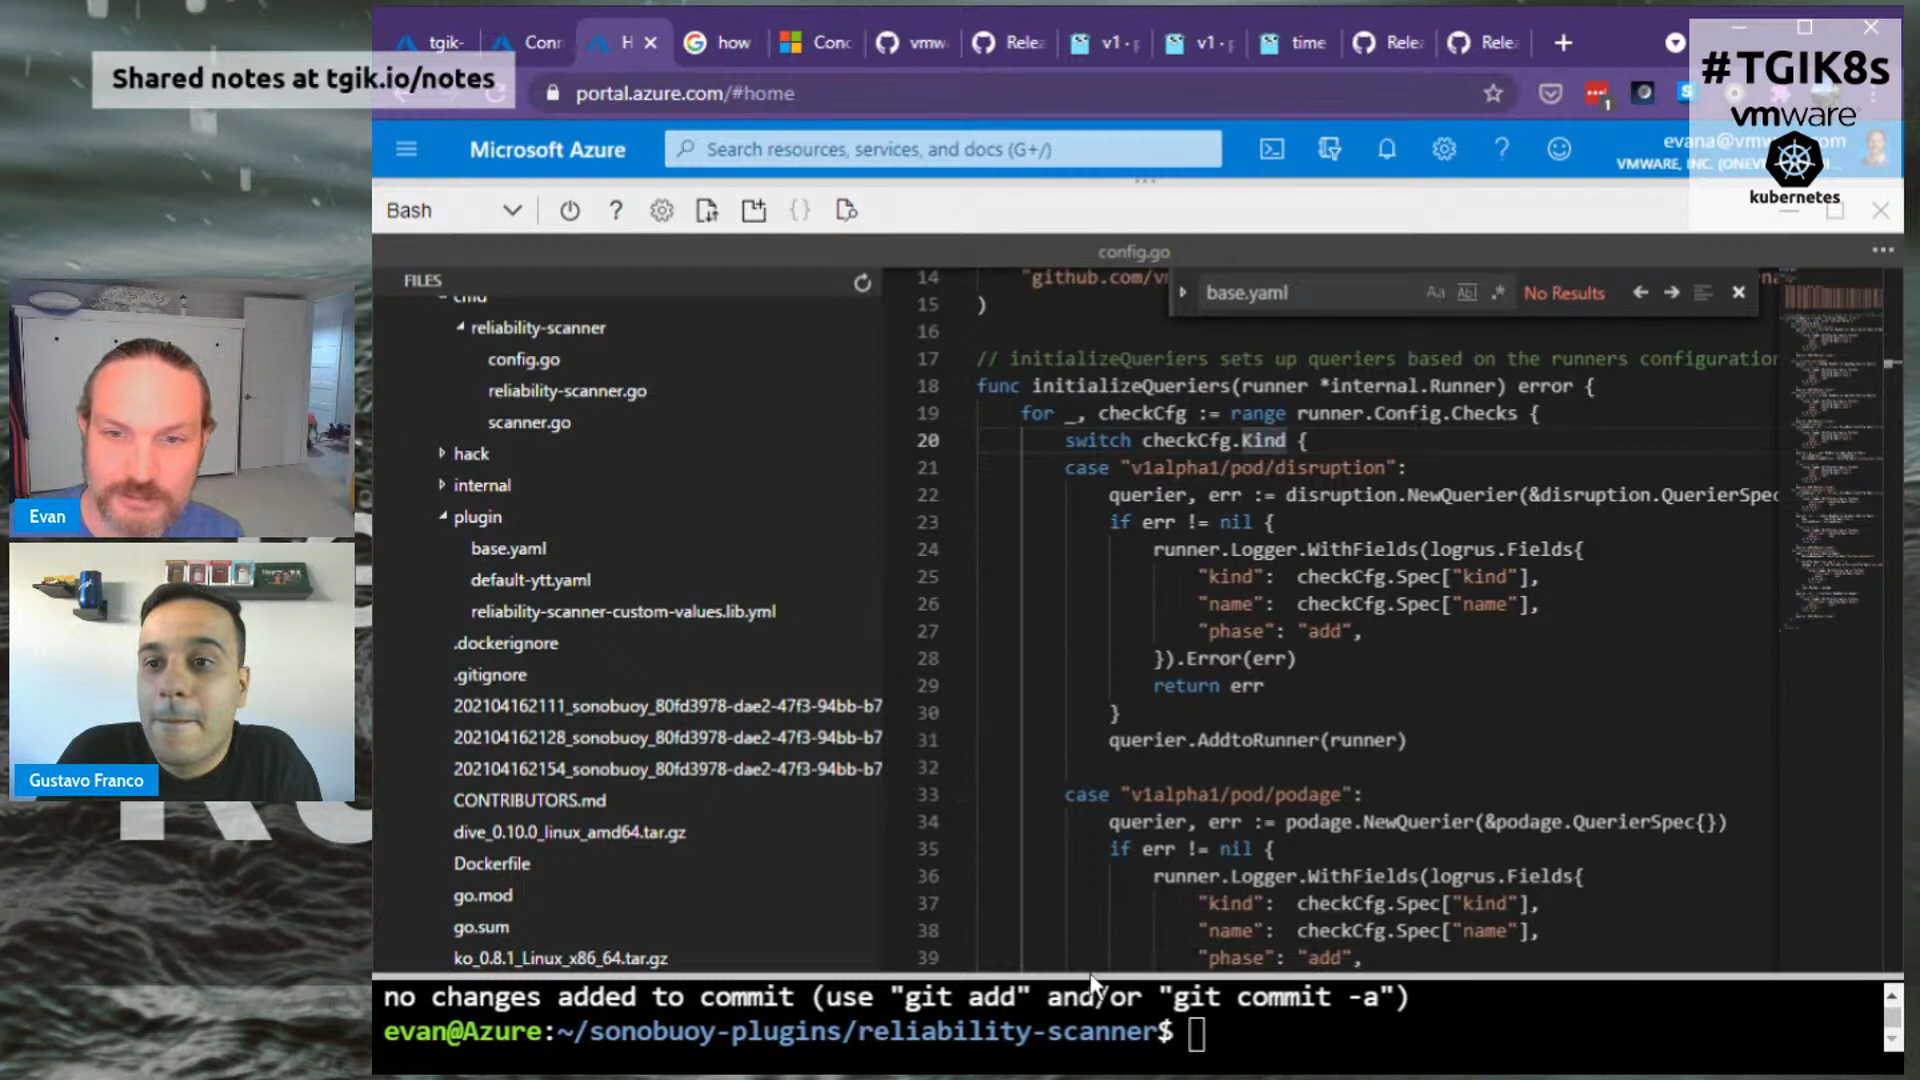 Shared notes at tgik.io/notes
#TGIK8s
vmware
kubernetes
tgik-
Conn
H
how
Conc
vmw
Relea
v1 · p
v1 · p
time
Relea
Relea
portal.azure.com/#home
Microsoft Azure
Search resources, services, and docs (G+/)
evana@vmw
om
VMWARE, INC.
Bash
config.go
FILES
cmd
reliability-scanner
config.go
reliability-scanner.go
scanner.go
hack
internal
plugin
base.yaml
default-ytt.yaml
reliability-scanner-custom-values.lib.yml
.dockerignore
.gitignore
202104162111_sonobuoy_80fd3978-dae2-47f3-94bb-b7
202104162128_sonobuoy_80fd3978-dae2-47f3-94bb-b7
202104162154_sonobuoy_80fd3978-dae2-47f3-94bb-b7
CONTRIBUTORS.md
dive_0.10.0_linux_amd64.tar.gz
Dockerfile
go.mod
go.sum
ko_0.8.1_Linux_x86_64.tar.gz
base.yaml
Aa
No Results
14 "github.com/vm
15 )
16
17 // initializeQueriers sets up queriers based on the runners configuration
18 func initializeQueriers(runner *internal.Runner) error {
19 for _, checkCfg := range runner.Config.Checks {
20 switch checkCfg.Kind {
21 case "v1alpha1/pod/disruption":
22 querier, err := disruption.NewQuerier(&disruption.QuerierSpec
23 if err != nil {
24 runner.Logger.WithFields(logrus.Fields{
25 "kind": checkCfg.Spec["kind"],
26 "name": checkCfg.Spec["name"],
27 "phase": "add",
28 }).Error(err)
29 return err
30 }
31 querier.AddtoRunner(runner)
32
33 case "v1alpha1/pod/podage":
34 querier, err := podage.NewQuerier(&podage.QuerierSpec{})
35 if err != nil {
36 runner.Logger.WithFields(logrus.Fields{
37 "kind": checkCfg.Spec["kind"],
38 "name": checkCfg.Spec["name"],
39 "phase": "add",
no changes added to commit (use "git add" and/or "git commit -a")
evan@Azure:~/sonobuoy-plugins/reliability-scanner$
Evan
Gustavo Franco